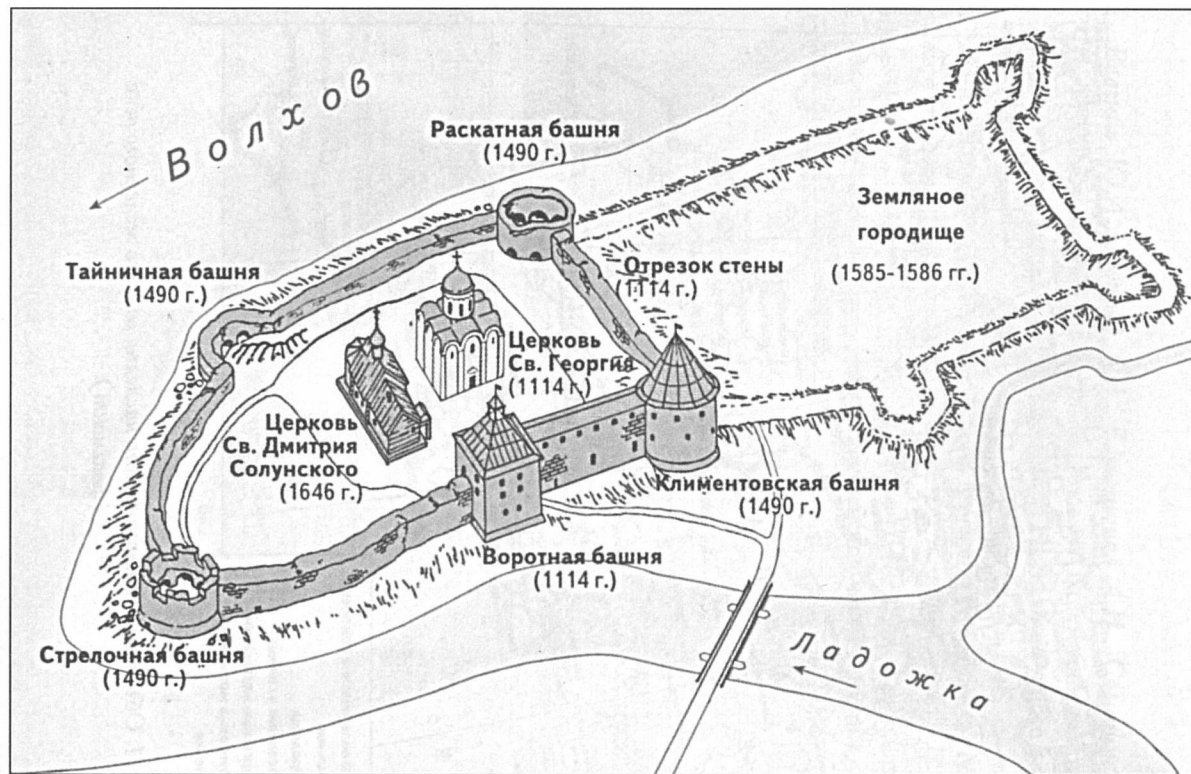 Волхов
Раскатная башня
(1490 г.)
Земляное
городище
(1585-1586 гг.)
Тайничная башня
(1490 г.)
Отрезок стены
(1114 г.)
Церковь
Св. Георгия
(1114 г.)
Церковь
Св. Дмитрия
Солунского
(1646 г.)
Климентовская башня
(1490 г.)
Воротная башня
(1114 г.)
Стрелочная башня
(1490 г.)
Ладожка